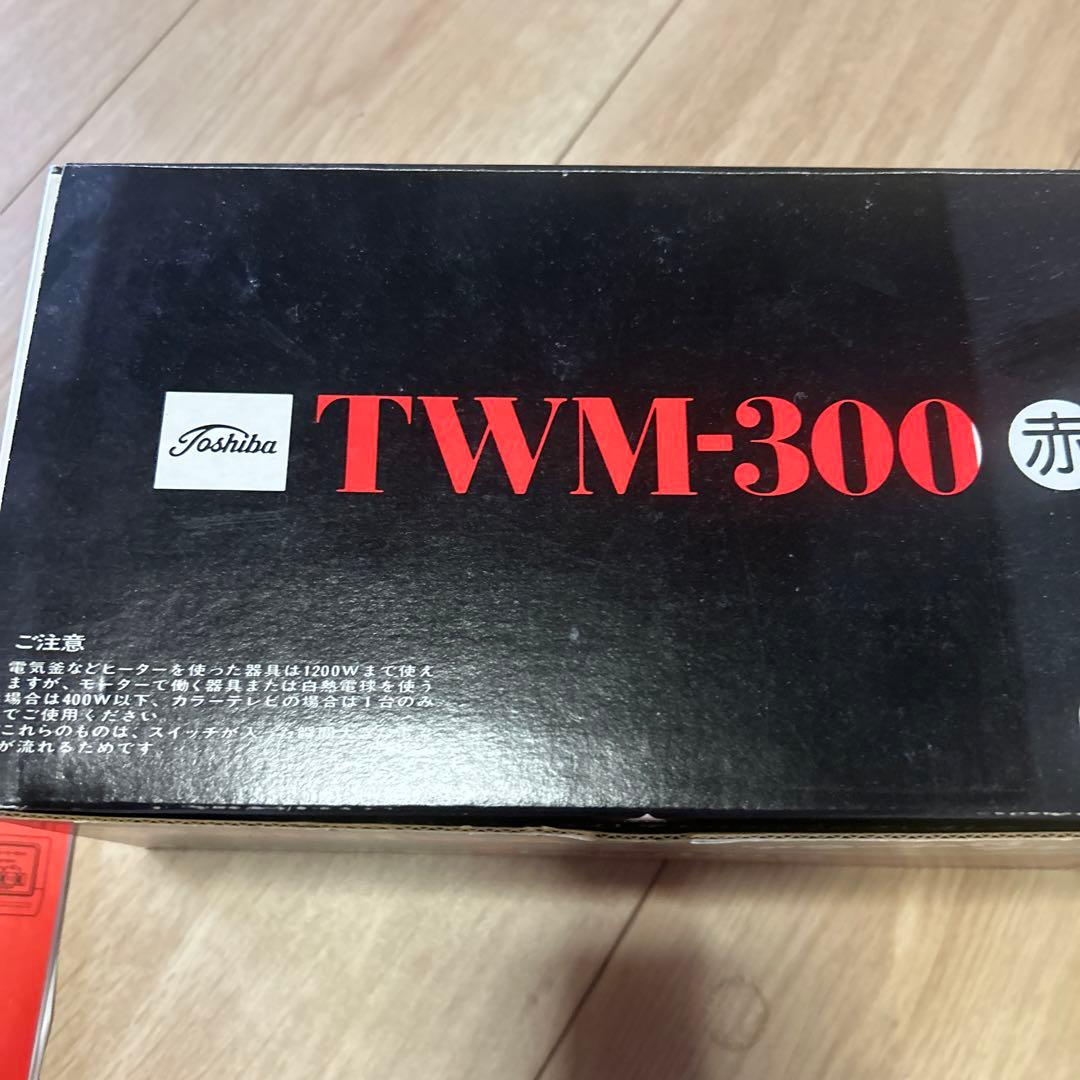 Toshiba TWM-300 赤
ご注意
電気釜などヒーターを使った器具は1200Wまで使え
ますが、モーターで働く器具または白熱電球を使う
場合は400W以下、カラーテレビの場合は1台のみ
でご使用ください
これらのものは、スイッチが入った瞬間
が流れるためです。